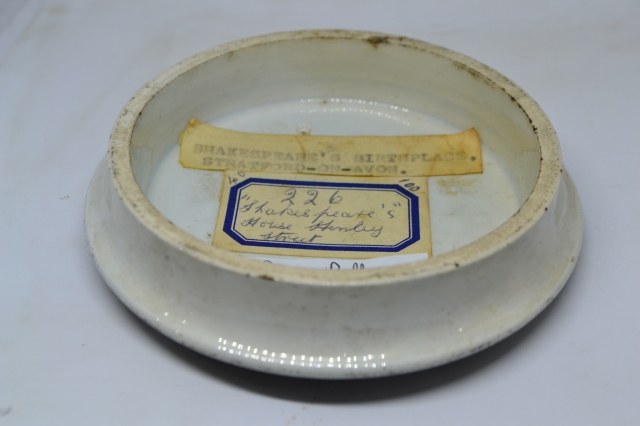 SHAKESPEARE'S BIRTHPLACE.
STRATFORD-ON-AVON.
226
"Shakespeare's"
House Henley
Street